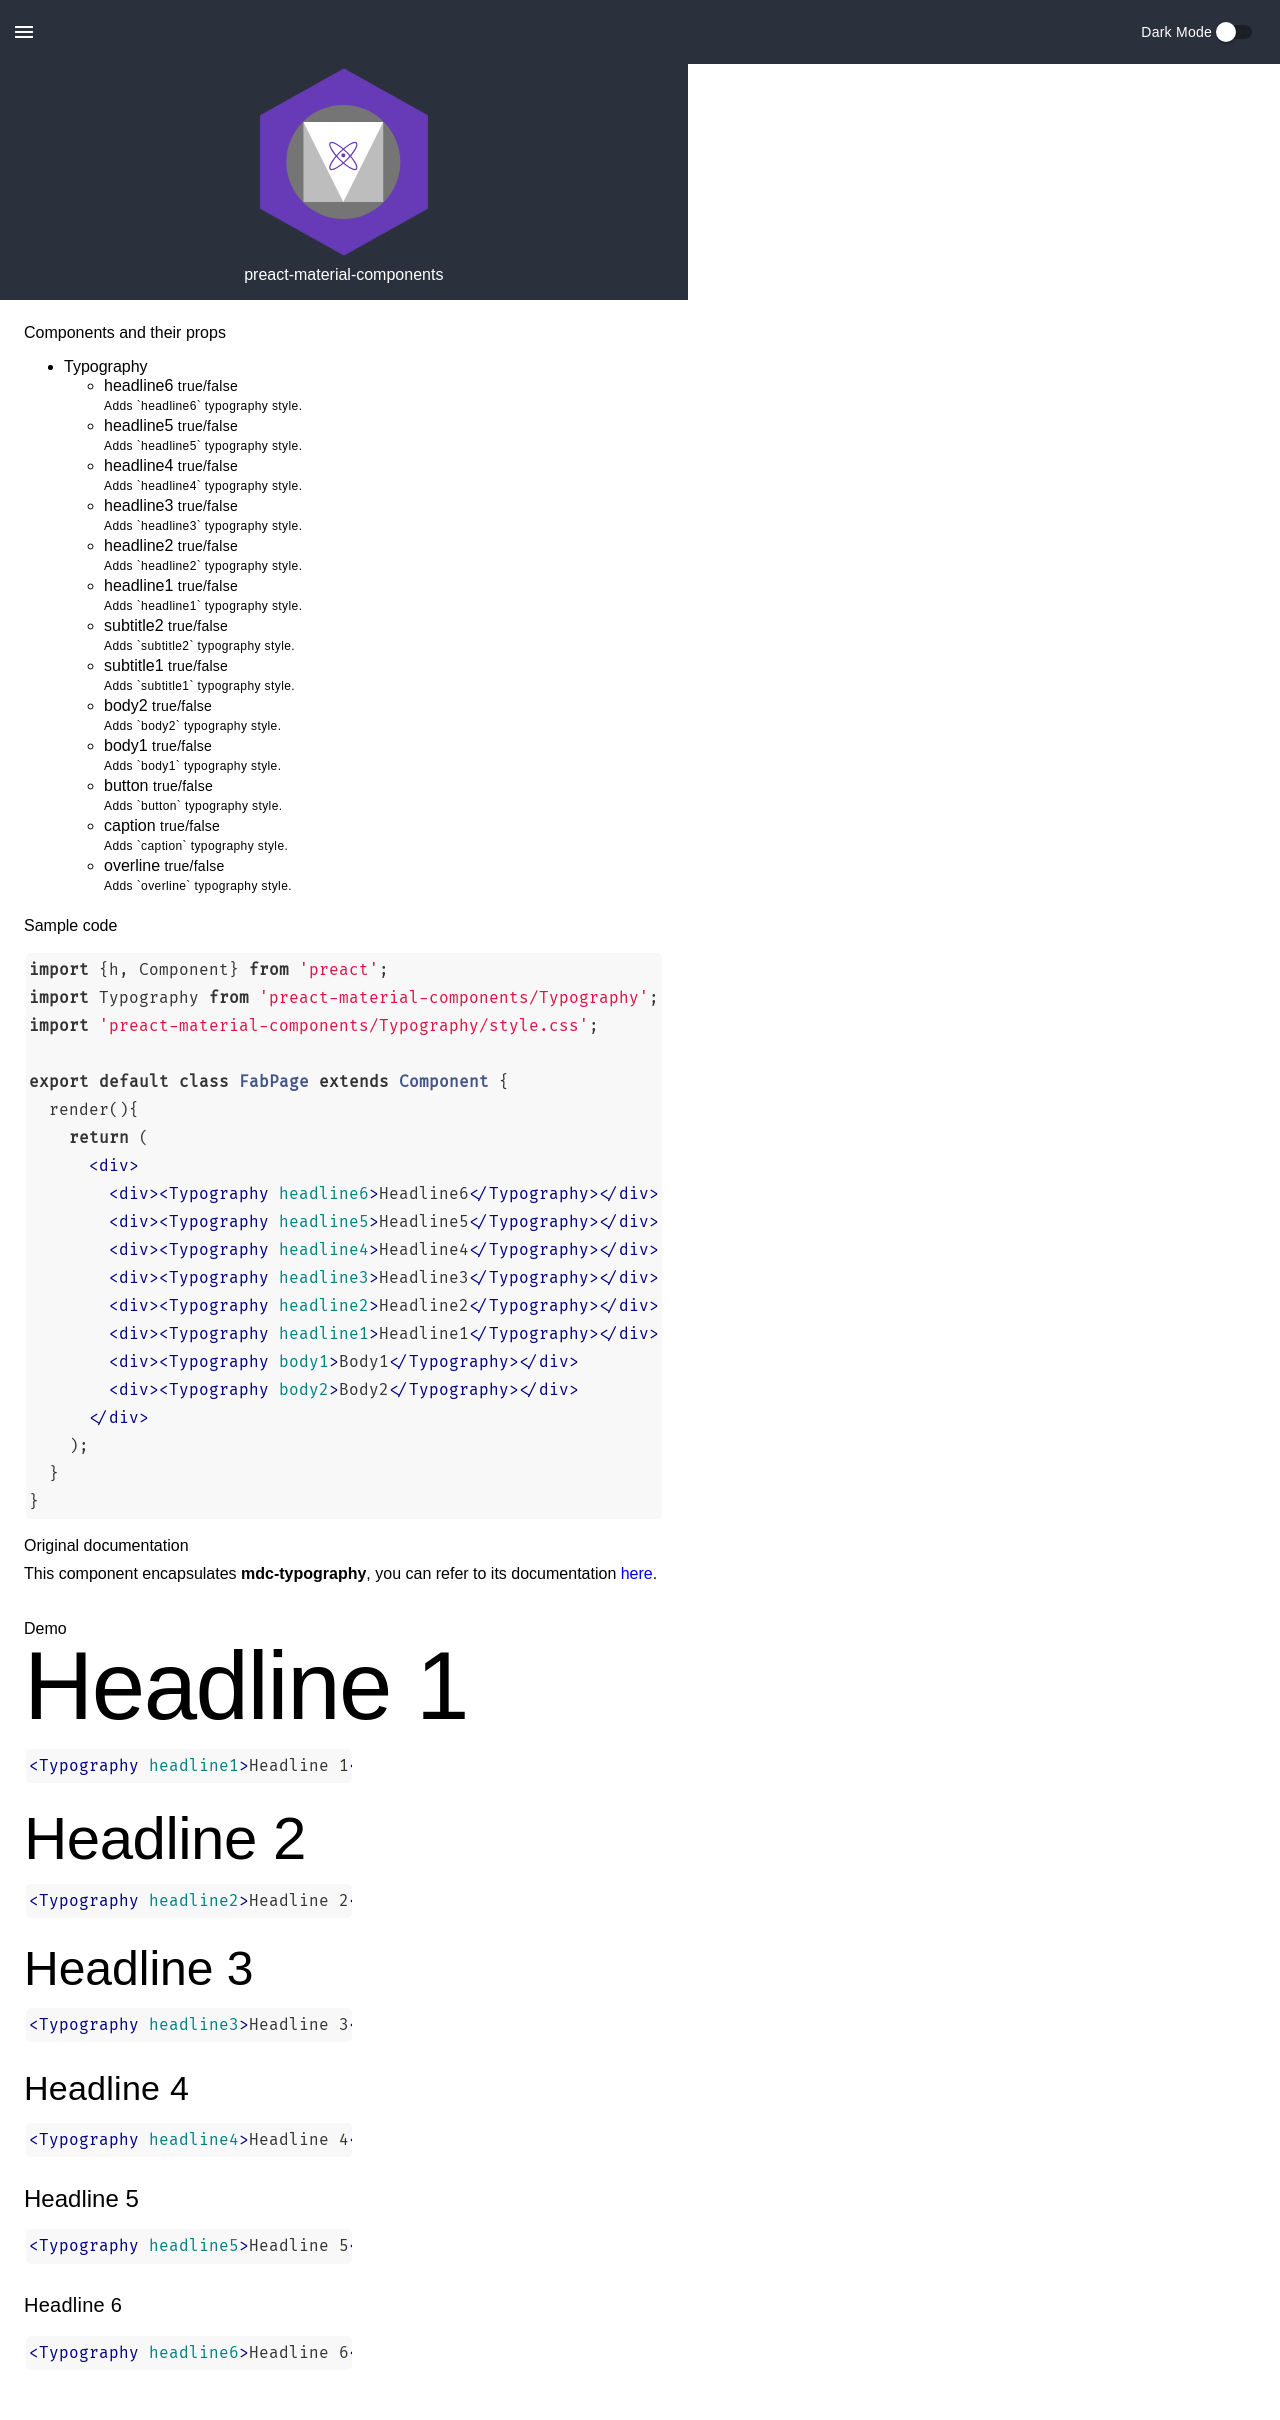 Dark Mode
preact-material-components
Components and their props
Typography
headline6 true/false
Adds `headline6` typography style.
headline5 true/false
Adds `headline5` typography style.
headline4 true/false
Adds `headline4` typography style.
headline3 true/false
Adds `headline3` typography style.
headline2 true/false
Adds `headline2` typography style.
headline1 true/false
Adds `headline1` typography style.
subtitle2 true/false
Adds `subtitle2` typography style.
subtitle1 true/false
Adds `subtitle1` typography style.
body2 true/false
Adds `body2` typography style.
body1 true/false
Adds `body1` typography style.
button true/false
Adds `button` typography style.
caption true/false
Adds `caption` typography style.
overline true/false
Adds `overline` typography style.
Sample code
import {h, Component} from 'preact';
import Typography from 'preact-material-components/Typography';
import 'preact-material-components/Typography/style.css';
export default class FabPage extends Component {
render(){
return (
<div>
<div><Typography headline6>Headline6</Typography></div>
<div><Typography headline5>Headline5</Typography></div>
<div><Typography headline4>Headline4</Typography></div>
<div><Typography headline3>Headline3</Typography></div>
<div><Typography headline2>Headline2</Typography></div>
<div><Typography headline1>Headline1</Typography></div>
<div><Typography body1>Body1</Typography></div>
<div><Typography body2>Body2</Typography></div>
</div>
);
}
}
Original documentation
This component encapsulates mdc-typography, you can refer to its documentation here.
Demo
Headline 1
<Typography headline1>Headline 1
Headline 2
<Typography headline2>Headline 2
Headline 3
<Typography headline3>Headline 3
Headline 4
<Typography headline4>Headline 4
Headline 5
<Typography headline5>Headline 5
Headline 6
<Typography headline6>Headline 6